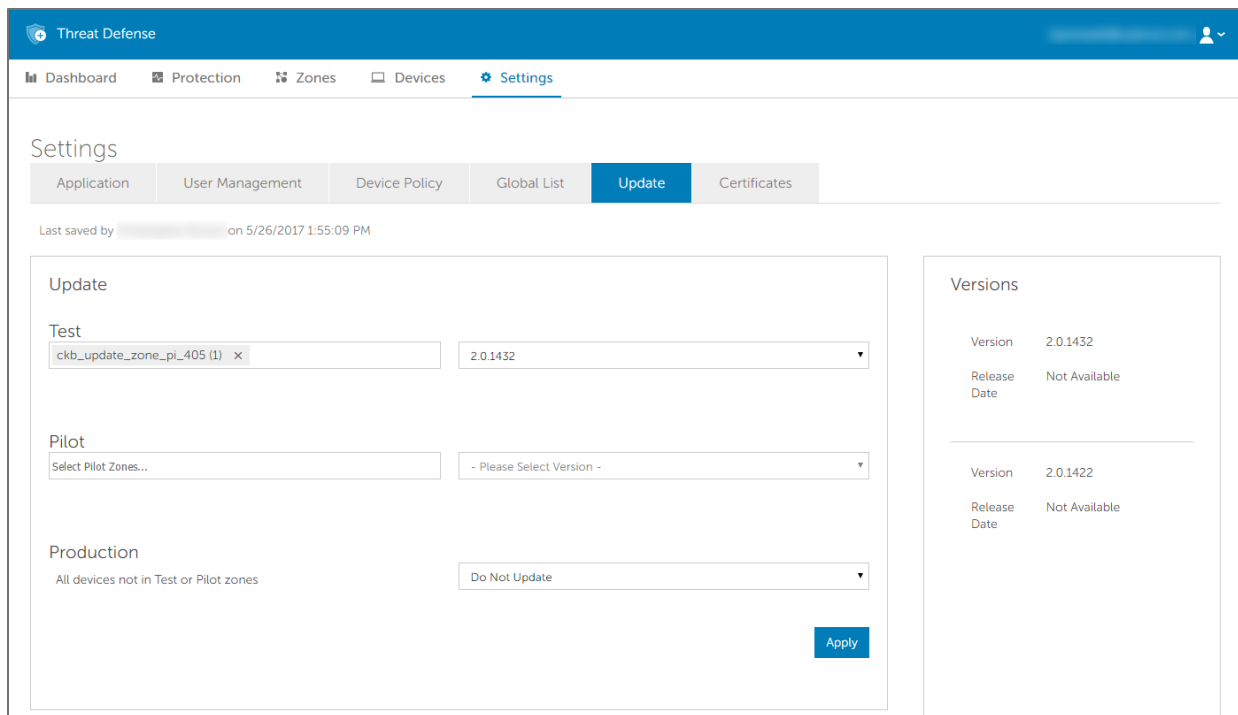 Threat Defense
Dashboard Protection Zones Devices Settings
Settings
Application User Management Device Policy Global List Update Certificates
Last saved by on 5/26/2017 1:55:09 PM
Update
Test
ckb_update_zone_pi_405 (1) ×
2.0.1432
Pilot
Select Pilot Zones...
- Please Select Version -
Production
All devices not in Test or Pilot zones
Do Not Update
Apply
Versions
Version 2.0.1432
Release Not Available
Date
Version 2.0.1422
Release Not Available
Date